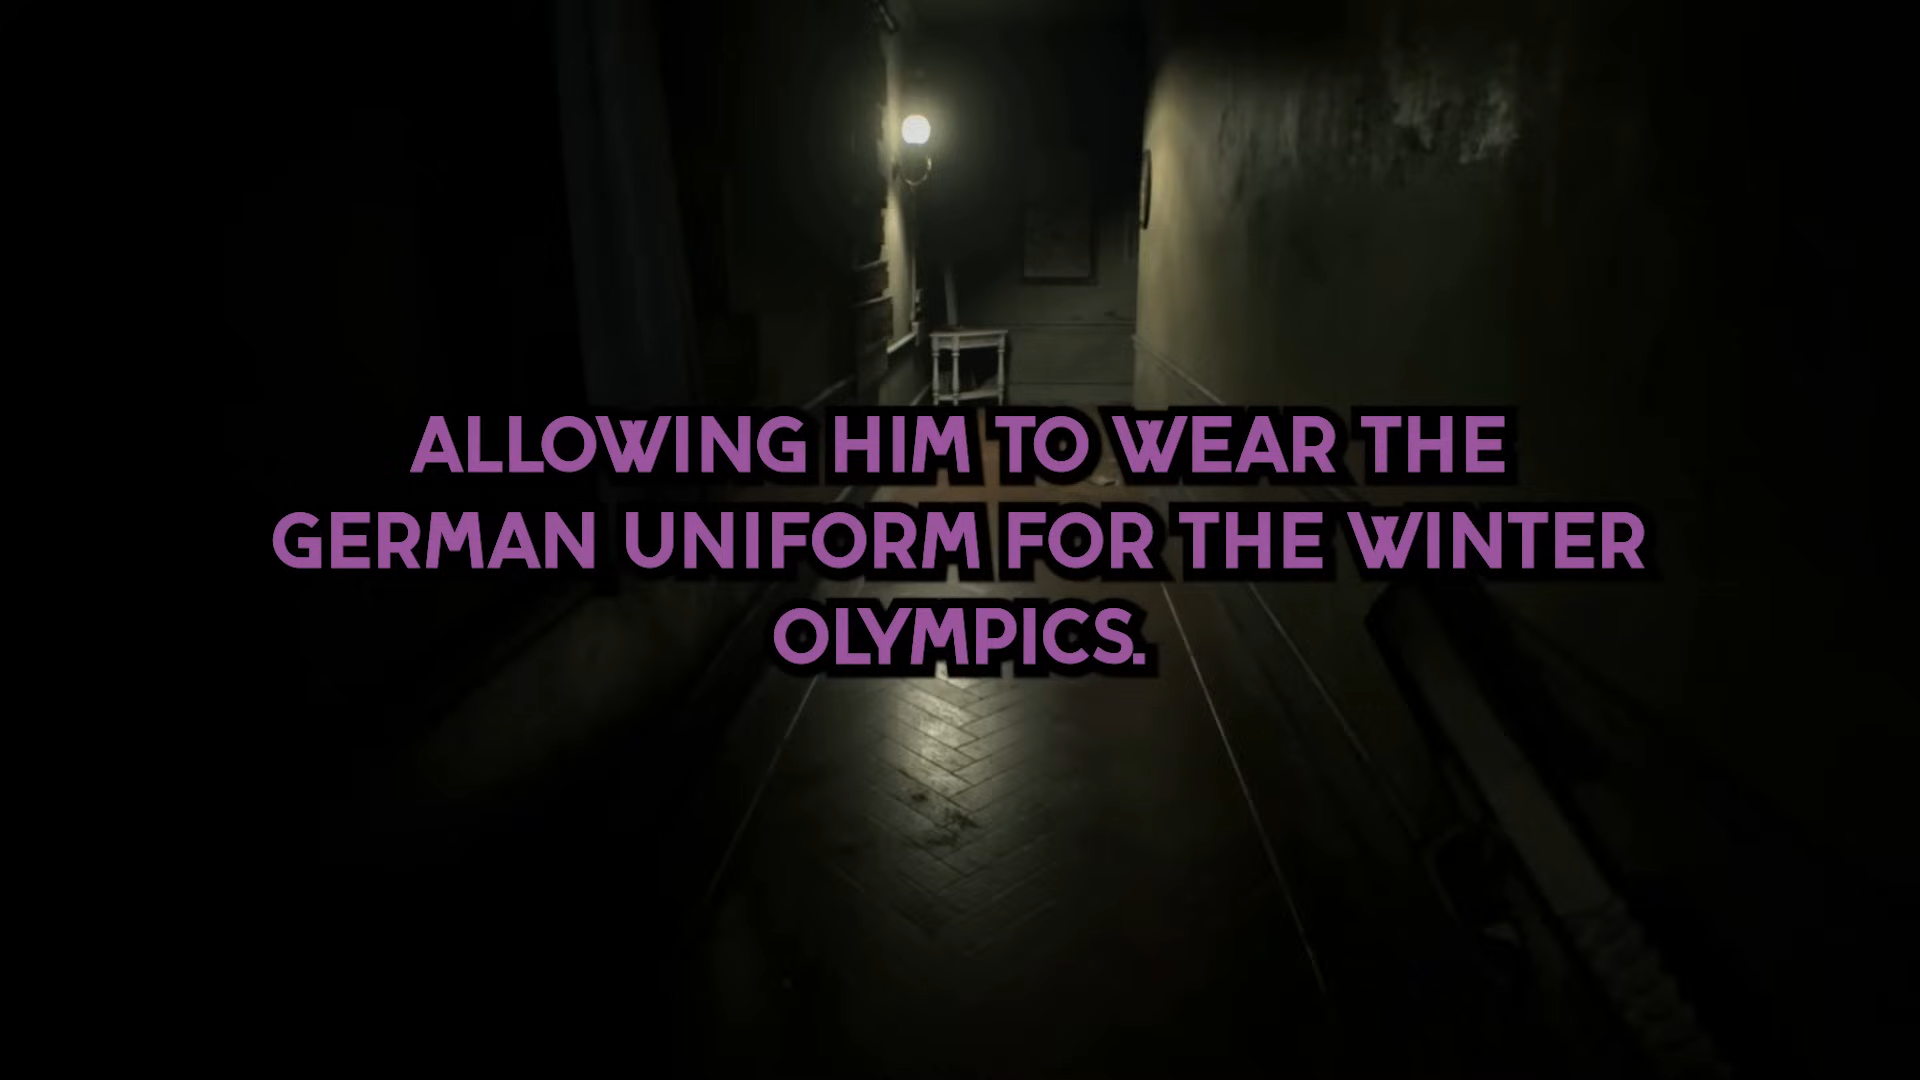 ALLOWING HIM TO WEAR THE
GERMAN UNIFORM FOR THE WINTER
OLYMPICS.